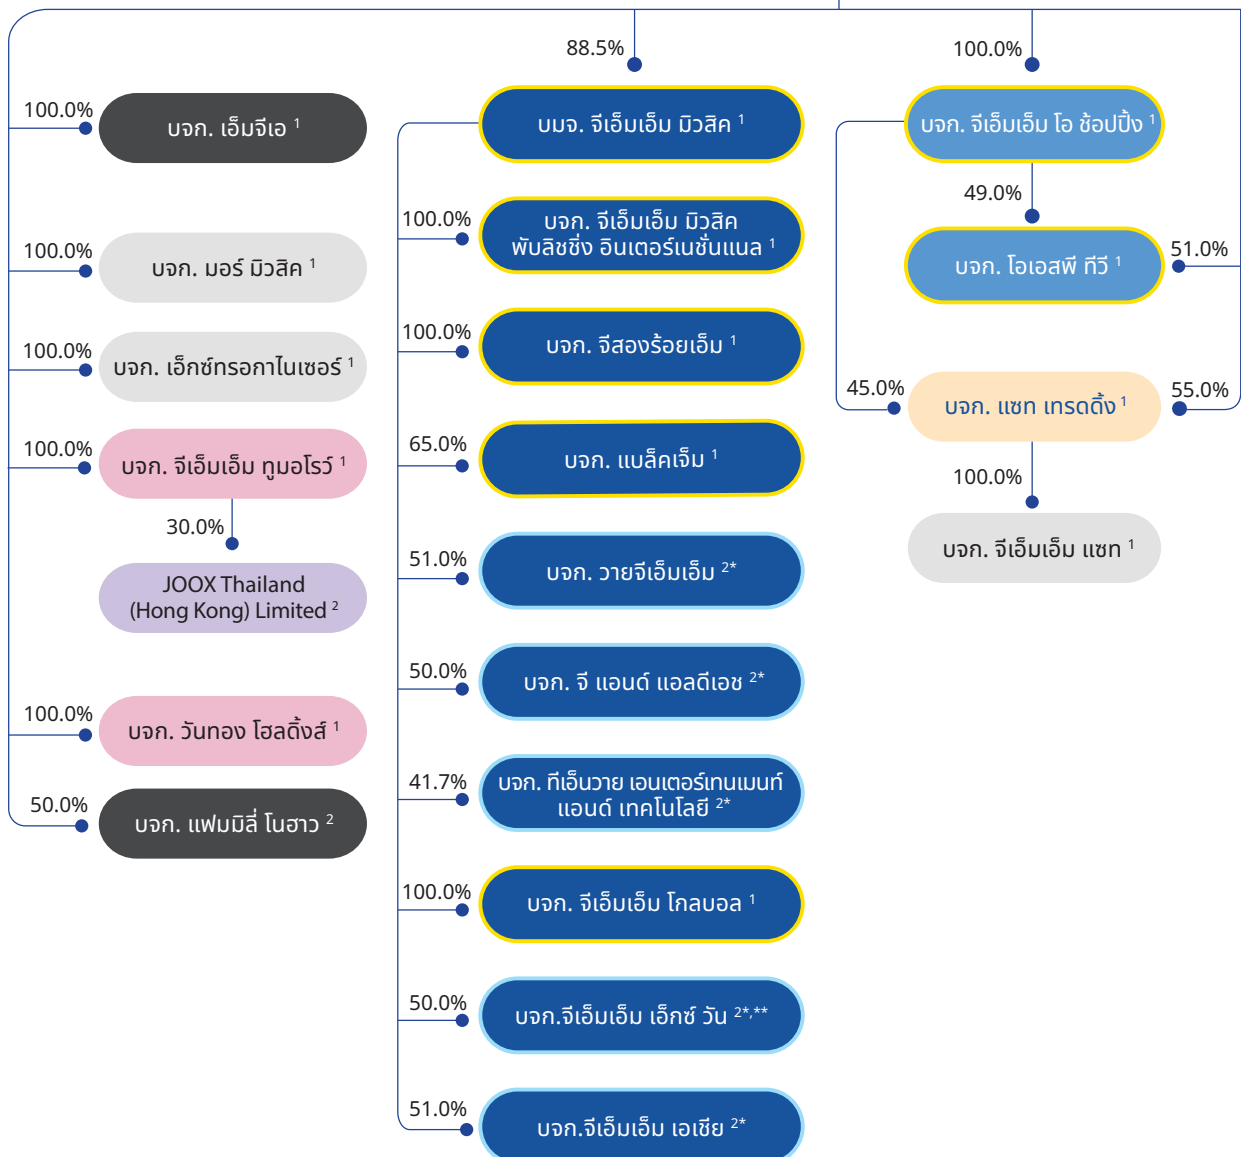 100.0%
บจก. เอ็มจีเอ 1
100.0%
บจก. มอร์ มิวสิค 1
100.0%
บจก. เอ็กซ์ทรอกาไนเซอร์ 1
100.0%
บจก. จีเอ็มเอ็ม ทูมอโรว์ 1
30.0%
JOOX Thailand
(Hong Kong) Limited 2
100.0%
บจก. วันทอง โฮลดิ้งส์ 1
50.0%
บจก. แฟมมิลี่ โนฮาว 2
88.5%
บมจ. จีเอ็มเอ็ม มิวสิค 1
100.0%
บจก. จีเอ็มเอ็ม มิวสิค
พับลิชชิ่ง อินเตอร์เนชั่นแนล 1
100.0%
บจก. จีสองร้อยเอ็ม 1
65.0%
บจก. แบล็คเจ็ม 1
51.0%
บจก. วายจีเอ็มเอ็ม 2*
50.0%
บจก. จี แอนด์ แอลดีเอช 2*
41.7%
บจก. ทีเอ็นวาย เอนเตอร์เทนเมนท์
แอนด์ เทคโนโลยี 2*
100.0%
บจก. จีเอ็มเอ็ม โกลบอล 1
50.0%
บจก.จีเอ็มเอ็ม เอ็กซ์ วัน 2*,**
51.0%
บจก.จีเอ็มเอ็ม เอเชีย 2*
100.0%
บจก. จีเอ็มเอ็ม โอ ช้อปปิ้ง 1
49.0%
บจก. โอเอสพี ทีวี 1
51.0%
45.0%
บจก. แซท เทรดดิ้ง 1
55.0%
100.0%
บจก. จีเอ็มเอ็ม แซท 1